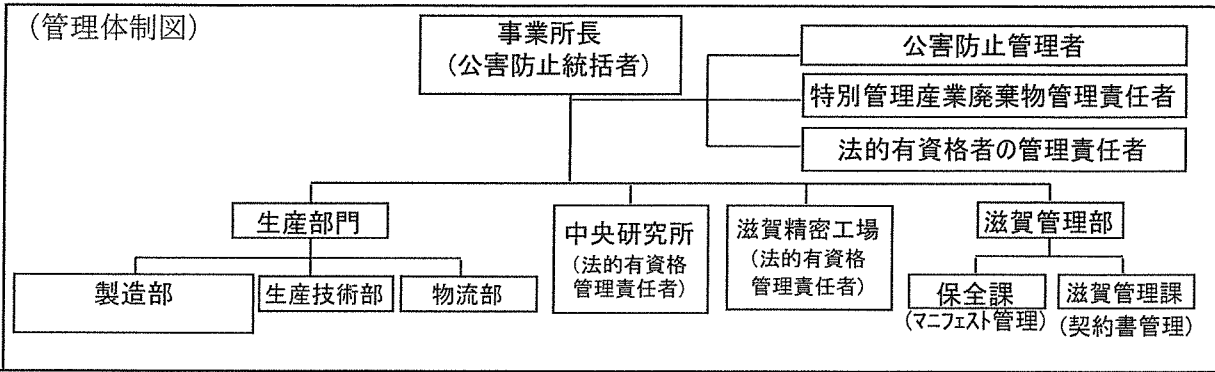 (管理体制図)
事業所長
(公害防止統括者)
公害防止管理者
特別管理産業廃棄物管理責任者
法的有資格者の管理責任者
生産部門
中央研究所
(法的有資格
管理責任者)
滋賀精密工場
(法的有資格
管理責任者)
滋賀管理部
製造部
生産技術部
物流部
保全課
(マニフェスト管理)
滋賀管理課
(契約書管理)